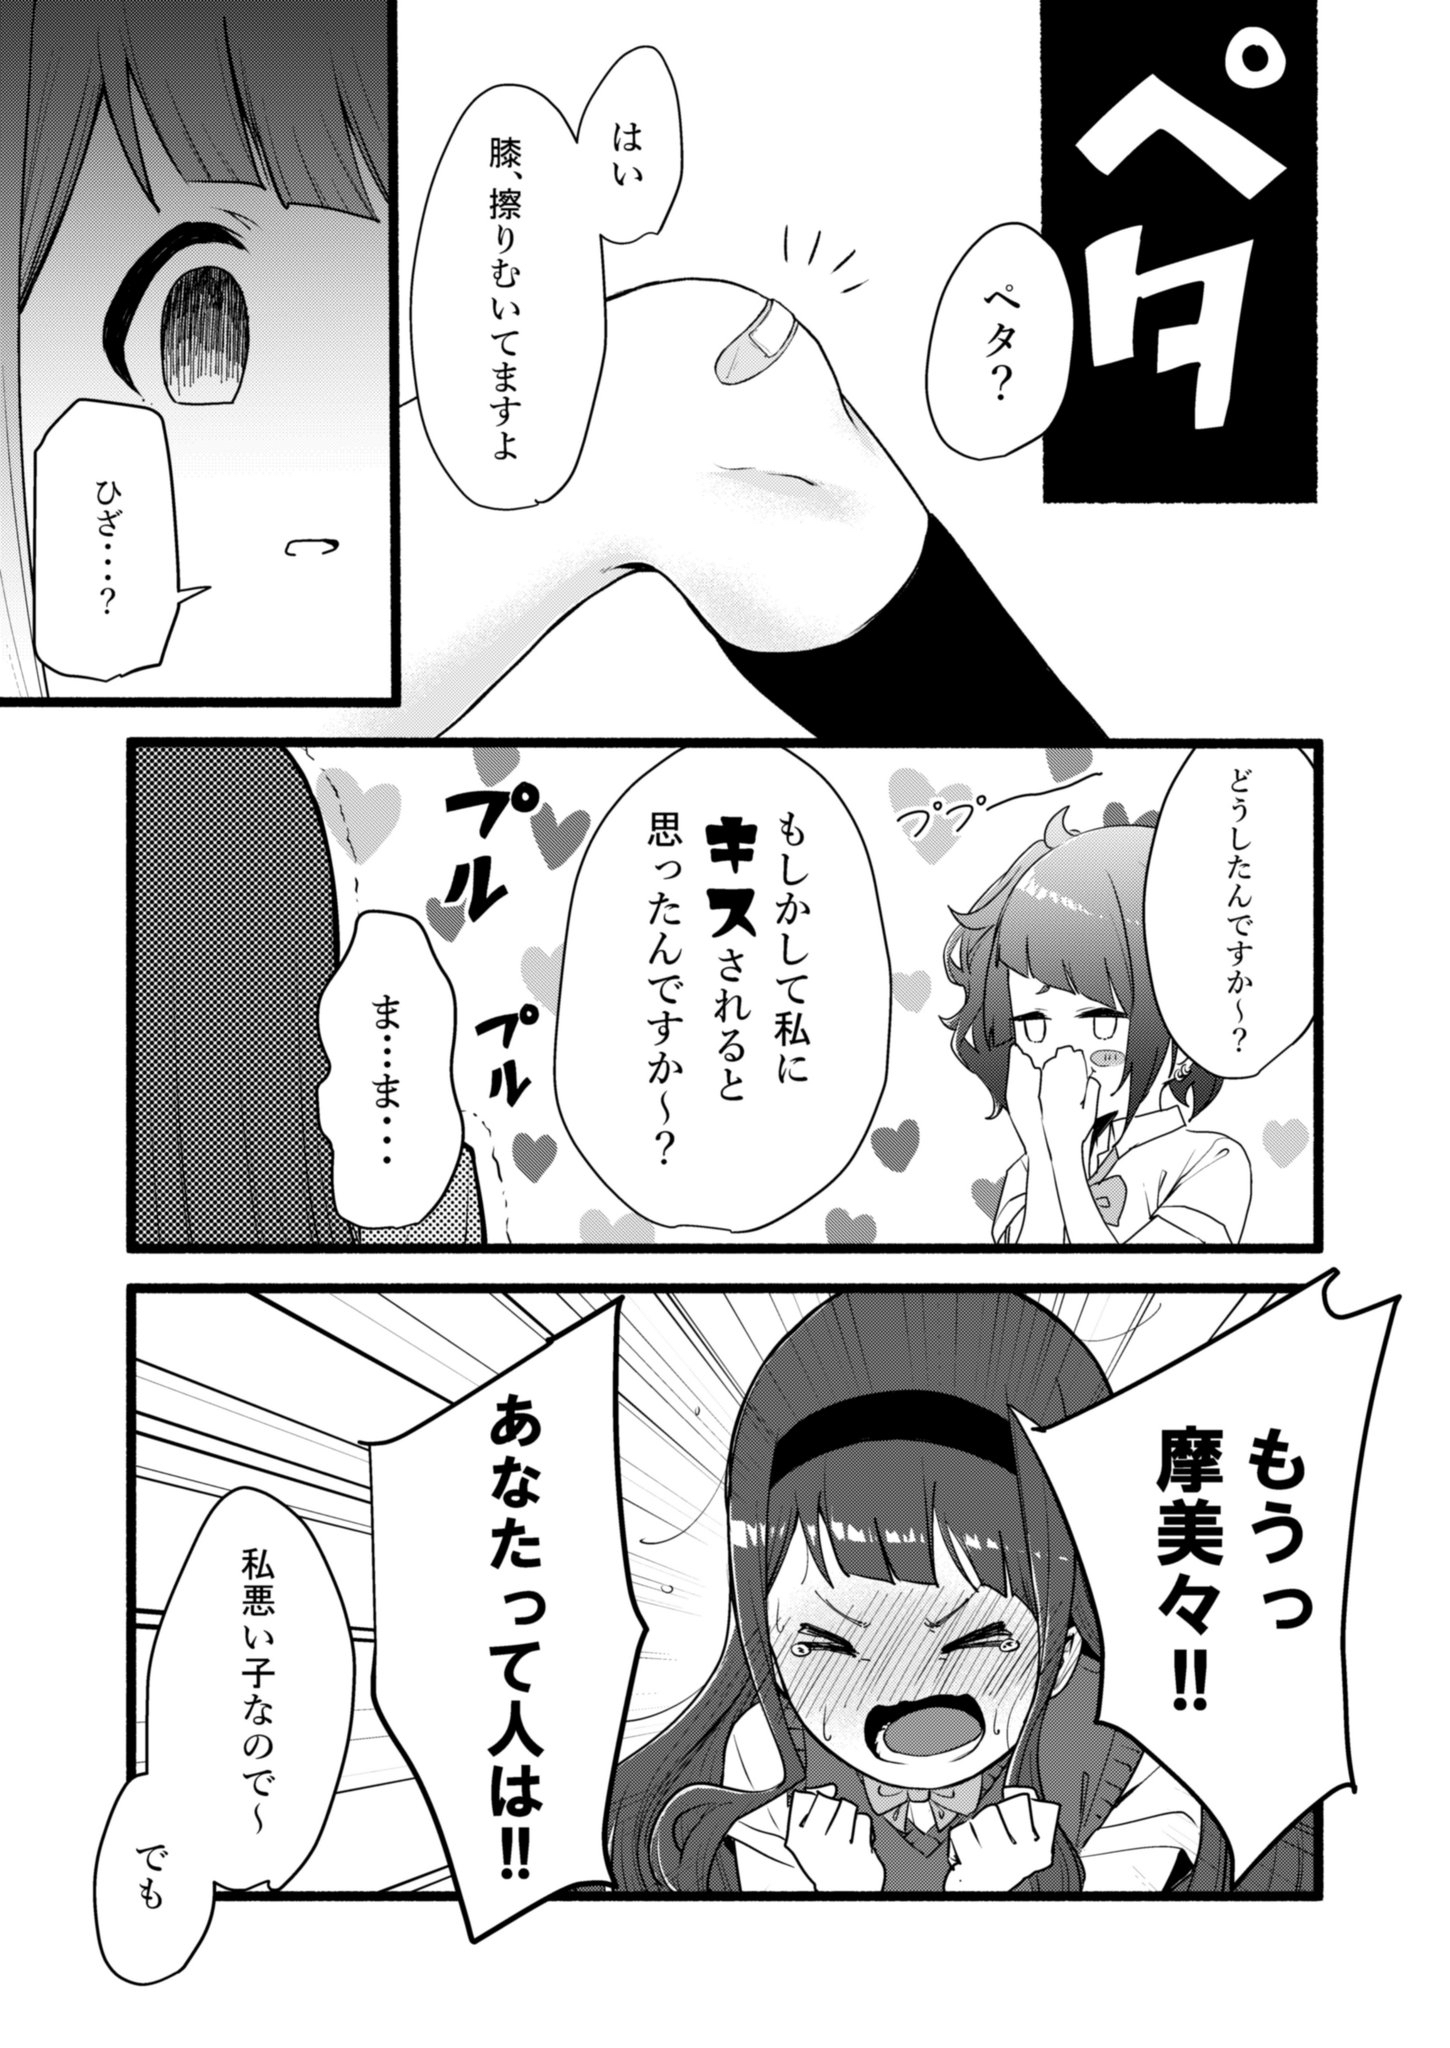 ペタ
ペタ?
はい
膝、擦りむいてますよ
ひざ・・・・?
どうしたんですか～?
ププププ
もしかして私に
キスされると
思ったんですか～?
プル
プル
ま……ま・・・
もうっ
摩美々!!
あなたって人は!!
私悪い子なので～
でも